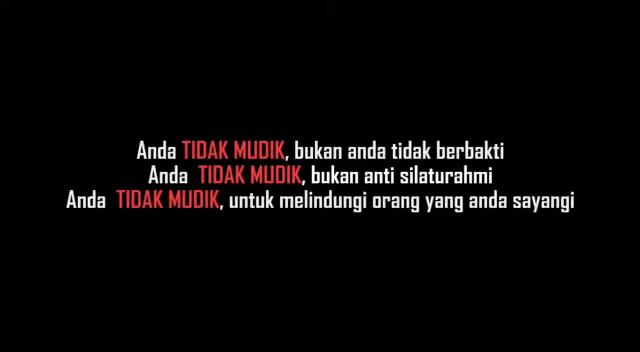 Anda TIDAK MUDIK, bukan anda tidak berbakti
Anda TIDAK MUDIK, bukan anti silaturahmi
Anda TIDAK MUDIK, untuk melindungi orang yang anda sayangi